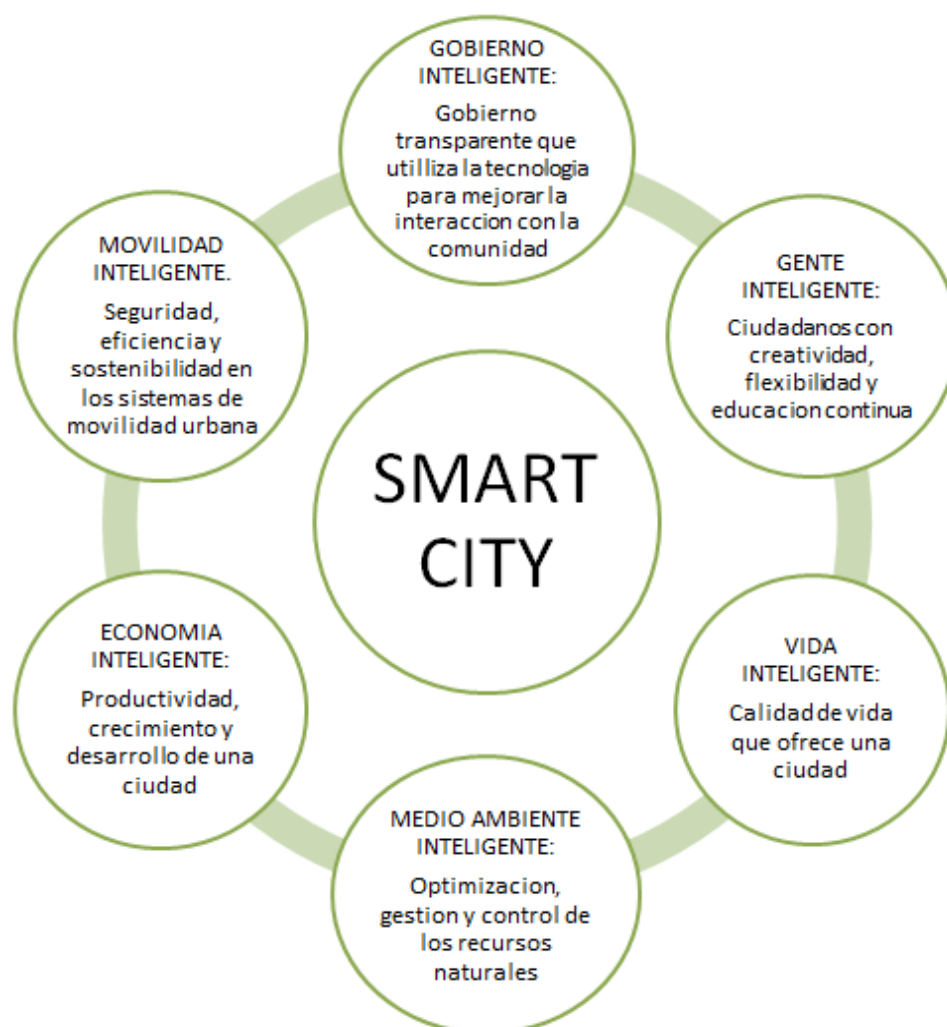 GOBIERNO
INTELIGENTE:
Gobierno
transparente que
utilliza la tecnologia
para mejorar la
interaccion con la
comunidad
GENTE
INTELIGENTE:
Ciudadanos con
creatividad,
flexibilidad y
educacion continua
VIDA
INTELIGENTE:
Calidad de vida
que ofrece una
ciudad
MEDIO AMBIENTE
INTELIGENTE:
Optimizacion,
gestion y control de
los recursos
naturales
ECONOMIA
INTELIGENTE:
Productividad,
crecimiento y
desarrollo de una
ciudad
MOVILIDAD
INTELIGENTE.
Seguridad,
eficiencia y
sostenibilidad en
los sistemas de
movilidad urbana
SMART
CITY